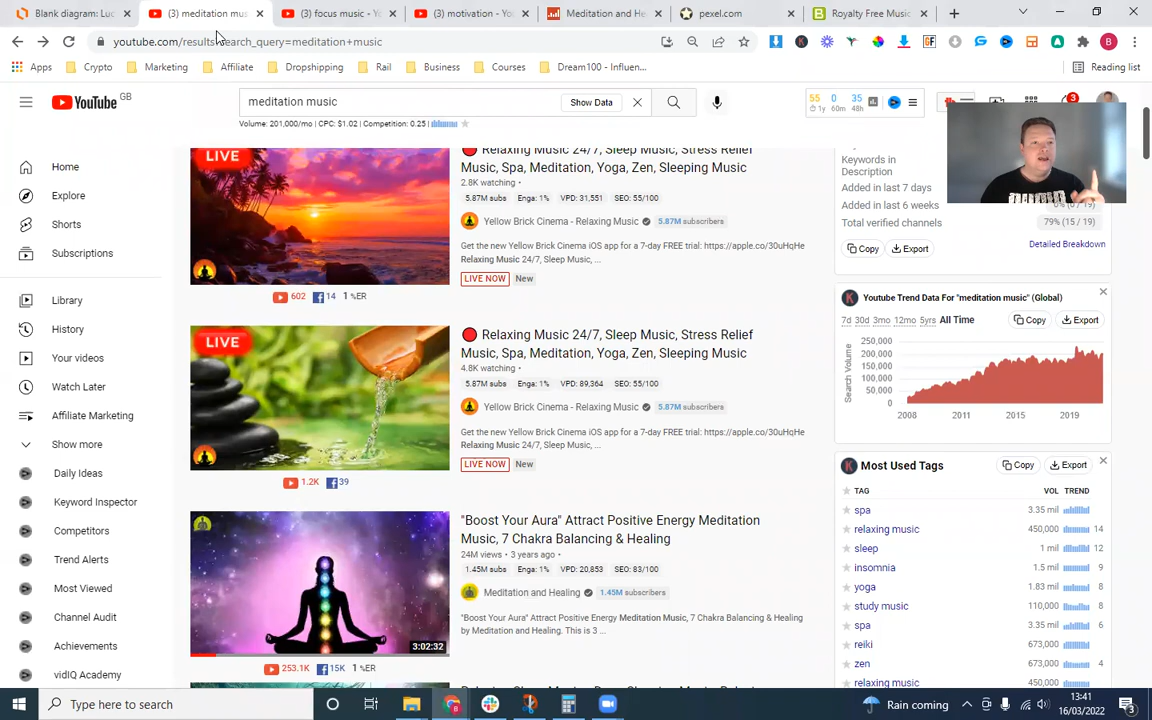 Blank diagram: Luc
(3) meditation mus
(3) focus music - Yo
(3) motivation - You
Meditation and He
pexel.com
Royalty Free Music
youtube.com/results?search_query=meditation+music
Apps
Crypto
Marketing
Affiliate
Dropshipping
Rail
Business
Courses
Dream100 - Influen...
Reading list
YouTube GB
meditation music
Show Data
Volume: 201,000/mo | CPC: $1.02 | Competition: 0.25
55 0 35
1y 60m 48h
3
Home
Explore
Shorts
Subscriptions
Library
History
Your videos
Watch Later
Affiliate Marketing
Show more
Daily Ideas
Keyword Inspector
Competitors
Trend Alerts
Most Viewed
Channel Audit
Achievements
vidIQ Academy
LIVE
Relaxing Music 24/7, Sleep Music, Stress Relief
Music, Spa, Meditation, Yoga, Zen, Sleeping Music
2.8K watching •
5.87M subs Enga: 1% VPD: 31,551 SEO: 55/100
Yellow Brick Cinema - Relaxing Music 5.87M subscribers
Get the new Yellow Brick Cinema iOS app for a 7-day FREE trial: https://apple.co/30uHqHe
Relaxing Music 24/7, Sleep Music, ...
LIVE NOW New
602 14 1 %ER
LIVE
Relaxing Music 24/7, Sleep Music, Stress Relief
Music, Spa, Meditation, Yoga, Zen, Sleeping Music
4.8K watching •
5.87M subs Enga: 1% VPD: 89,364 SEO: 55/100
Yellow Brick Cinema - Relaxing Music 5.87M subscribers
Get the new Yellow Brick Cinema iOS app for a 7-day FREE trial: https://apple.co/30uHqHe
Relaxing Music 24/7, Sleep Music, ...
LIVE NOW New
1.2K 39
"Boost Your Aura" Attract Positive Energy Meditation
Music, 7 Chakra Balancing & Healing
24M views • 3 years ago •
1.45M subs Enga: 1% VPD: 20,853 SEO: 83/100
Meditation and Healing 1.45M subscribers
"Boost Your Aura" Attract Positive Energy Meditation Music, 7 Chakra Balancing & Healing
by Meditation and Healing. This is 3 ...
3:02:32
253.1K 15K 1 %ER
Keywords in
Description
Added in last 7 days
Added in last 6 weeks
Total verified channels 79% (15 / 19)
Copy Export Detailed Breakdown
Youtube Trend Data For "meditation music" (Global)
7d 30d 3mo 12mo 5yrs All Time Copy Export
Search Volume
250,000
200,000
150,000
100,000
50,000
0
2008 2011 2015 2019
Most Used Tags Copy Export
TAG VOL TREND
spa 3.35 mil
relaxing music 450,000 14
sleep 1 mil 12
insomnia 1.5 mil 9
yoga 1.83 mil 8
study music 110,000 8
spa 3.35 mil 6
reiki 673,000 4
zen 673,000 4
relaxing music 450,000
Type here to search
Rain coming
13:41
16/03/2022
3